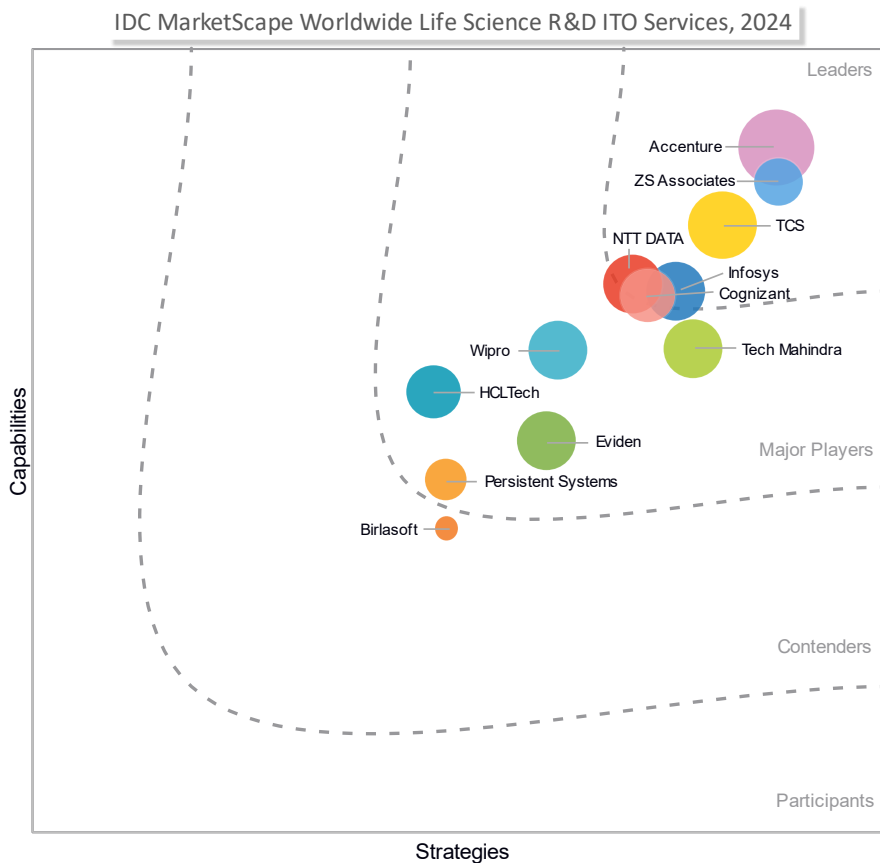 IDC MarketScape Worldwide Life Science R&D ITO Services, 2024
Leaders
Accenture
ZS Associates
TCS
NTT DATA
Infosys
Cognizant
Wipro
Tech Mahindra
HCLTech
Eviden
Major Players
Persistent Systems
Birlasoft
Contenders
Participants
Capabilities
Strategies